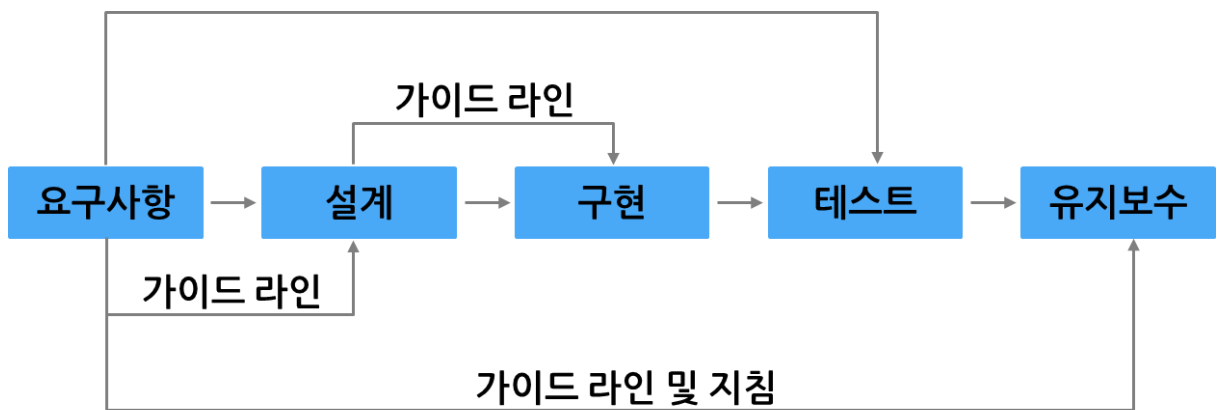 가이드 라인
요구사항
설계
구현
테스트
유지보수
가이드 라인
가이드 라인 및 지침